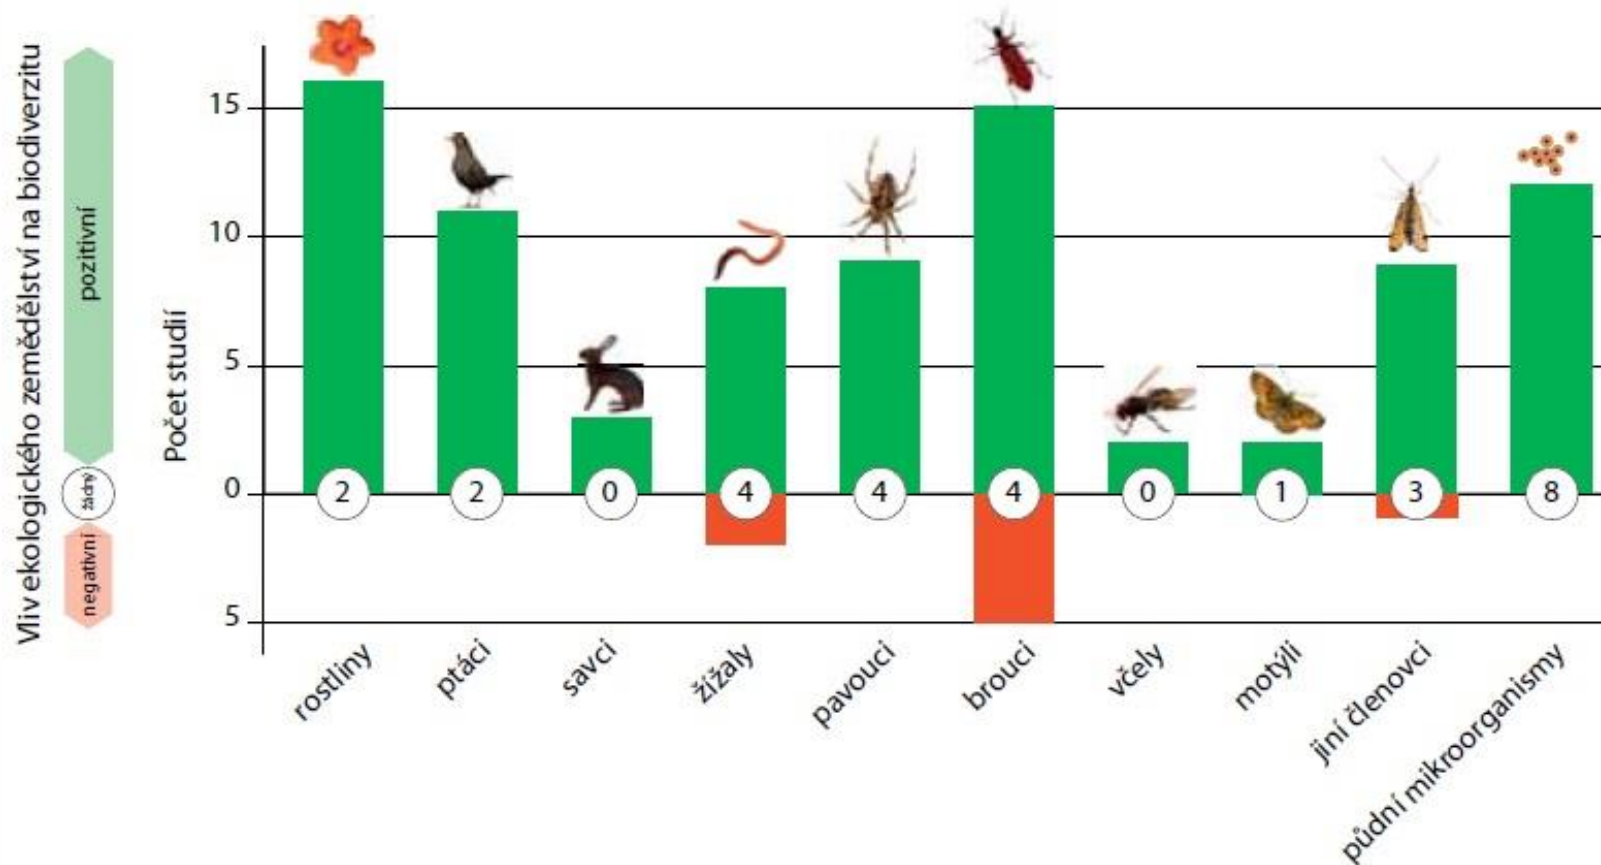 Vliv ekologického zemědělství na biodiverzitu
pozitivní
žádný
negativní
Počet studií
15
10
5
0
5
2
2
0
4
4
4
0
1
3
8
rostliny
ptáci
savci
žížaly
pavouci
brouci
včely
motýli
jiní členovci
půdní mikroorganismy